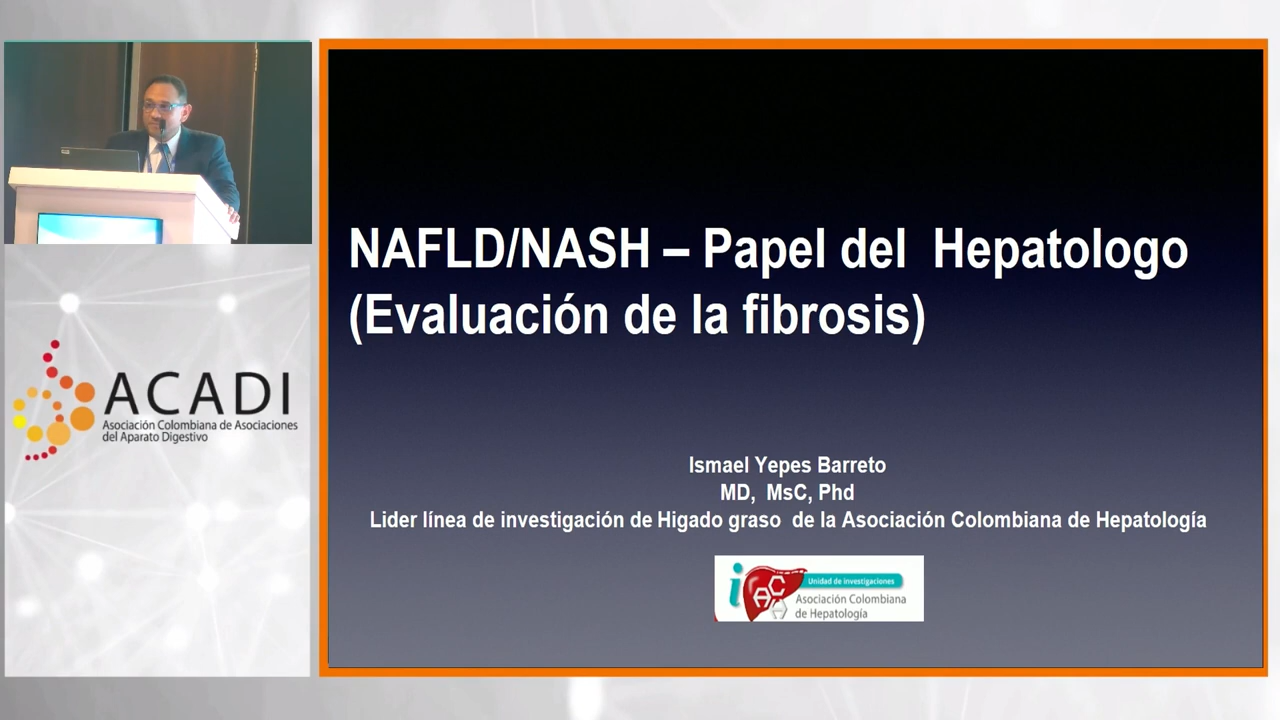 NAFLD/NASH – Papel del Hepatologo
(Evaluación de la fibrosis)
Ismael Yepes Barreto
MD, MsC, Phd
Lider línea de investigación de Higado graso de la Asociación Colombiana de Hepatología
Unidad de investigaciones
Asociación Colombiana
de Hepatología
ACADI
Asociación Colombiana de Asociaciones
del Aparato Digestivo